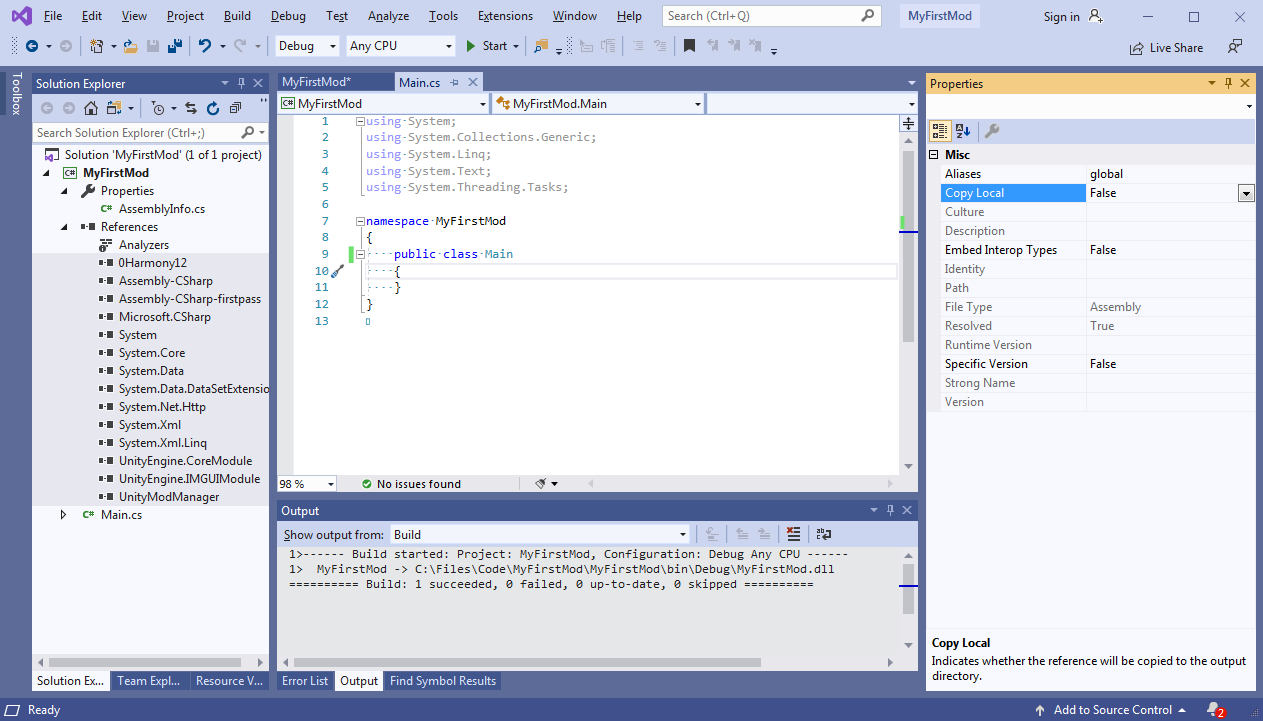 File Edit View Project Build Debug Test Analyze Tools Extensions Window Help Search (Ctrl+Q) MyFirstMod Sign in
Debug Any CPU Start Live Share
Toolbox
Solution Explorer
Search Solution Explorer (Ctrl+;)
Solution 'MyFirstMod' (1 of 1 project)
C# MyFirstMod
Properties
C# AssemblyInfo.cs
References
Analyzers
0Harmony12
Assembly-CSharp
Assembly-CSharp-firstpass
Microsoft.CSharp
System
System.Core
System.Data
System.Data.DataSetExtensio
System.Net.Http
System.Xml
System.Xml.Linq
UnityEngine.CoreModule
UnityEngine.IMGUIModule
UnityModManager
C# Main.cs
Solution Ex... Team Expl... Resource V...
MyFirstMod* Main.cs
C# MyFirstMod MyFirstMod.Main
1 using·System;
2 using·System.Collections.Generic;
3 using·System.Linq;
4 using·System.Text;
5 using·System.Threading.Tasks;
6
7 namespace·MyFirstMod
8 {
9 ····public·class·Main
10 ····{
11 ····}
12 }
13
98 % No issues found
Output
Show output from: Build
1>------ Build started: Project: MyFirstMod, Configuration: Debug Any CPU ------
1>  MyFirstMod -> C:\Files\Code\MyFirstMod\MyFirstMod\bin\Debug\MyFirstMod.dll
========== Build: 1 succeeded, 0 failed, 0 up-to-date, 0 skipped ==========
Error List Output Find Symbol Results
Properties
Misc
Aliases global
Copy Local False
Culture
Description
Embed Interop Types False
Identity
Path
File Type Assembly
Resolved True
Runtime Version
Specific Version False
Strong Name
Version
Copy Local
Indicates whether the reference will be copied to the output
directory.
Ready Add to Source Control 2